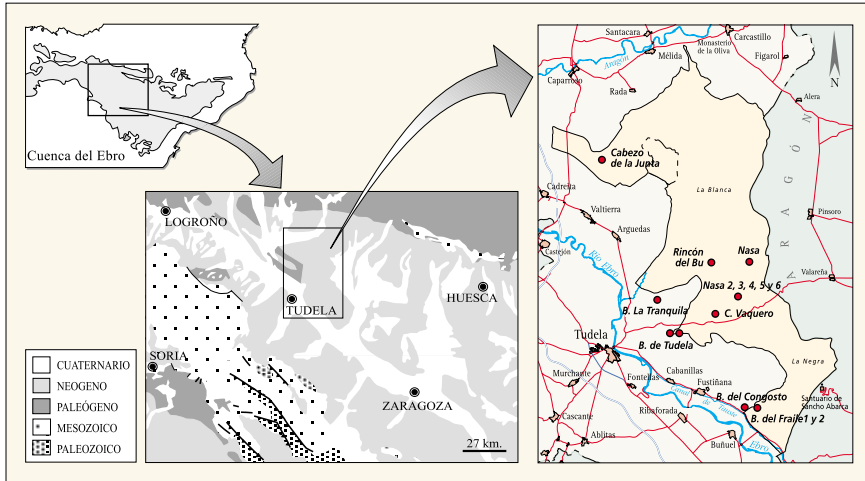 Cuenca del Ebro
LOGROÑO
TUDELA
HUESCA
SORIA
ZARAGOZA
27 km.
CUATERNARIO
NEOGENO
PALEÓGENO
MESOZOICO
PALEOZOICO
Santacara
Carcastillo
Monasterio
de la Oliva
Mélida
Figarol
Aragón
Caparroso
Rada
N
Alera
Cabezo
de la Junta
La Blanca
ARAGÓN
Cadreita
Valtierra
Pinsoro
Arguedas
Castejón
Río Ebro
Rincón
del Bu
Nasa
Valareña
Nasa 2, 3, 4, 5 y 6
B. La Tranquila
C. Vaquero
Tudela
B. de Tudela
La Negra
Murchante
Fontellas
Cabanillas
Fustiñana
Canal de Tauste
B. del Congosto
Santuario de
Sancho Abarca
Cascante
Ribaforada
B. del Fraile1 y 2
Ablitas
Buñuel
Ebro